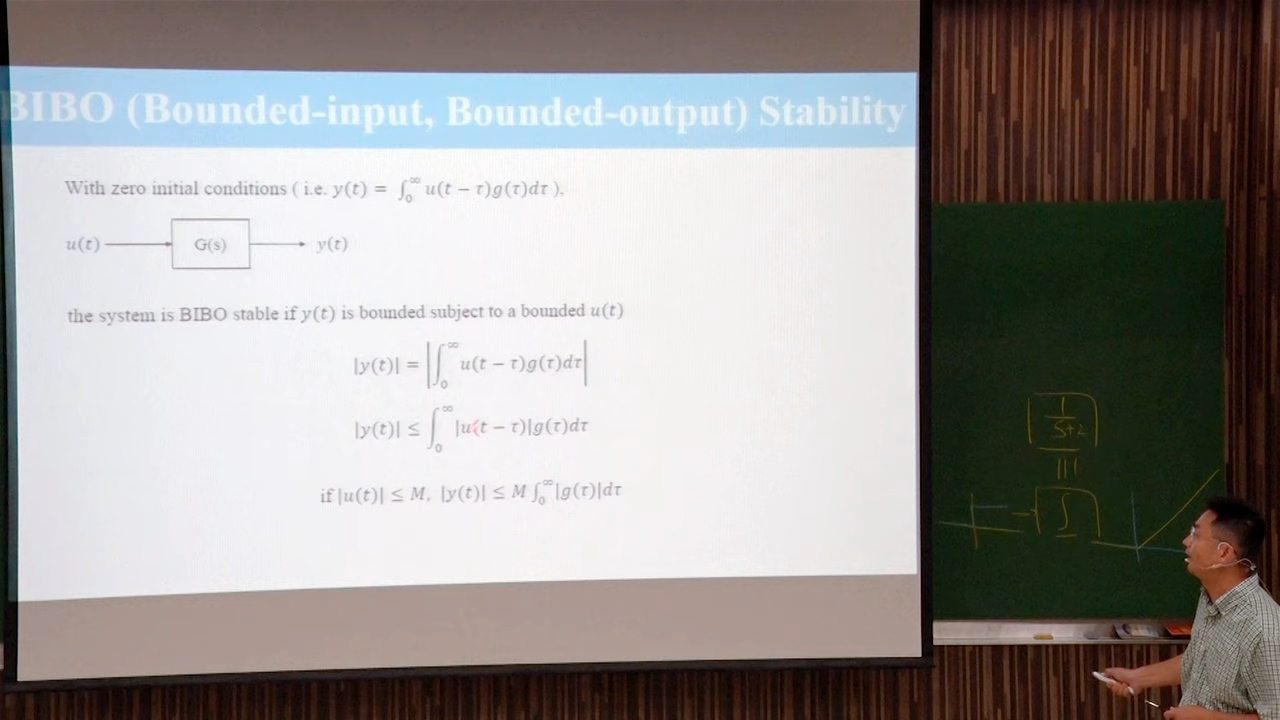 BIBO (Bounded-input, Bounded-output) Stability
With zero initial conditions ( i.e. y(t) = ∫₀^∞ u(t − τ)g(τ)dτ ),
u(t) G(s) y(t)
the system is BIBO stable if y(t) is bounded subject to a bounded u(t)
|y(t)| = |∫₀^∞ u(t − τ)g(τ)dτ|
|y(t)| ≤ ∫₀^∞ |u(t − τ)|g(τ)dτ
if |u(t)| ≤ M, |y(t)| ≤ M ∫₀^∞ |g(τ)|dτ
1
S+2
∫